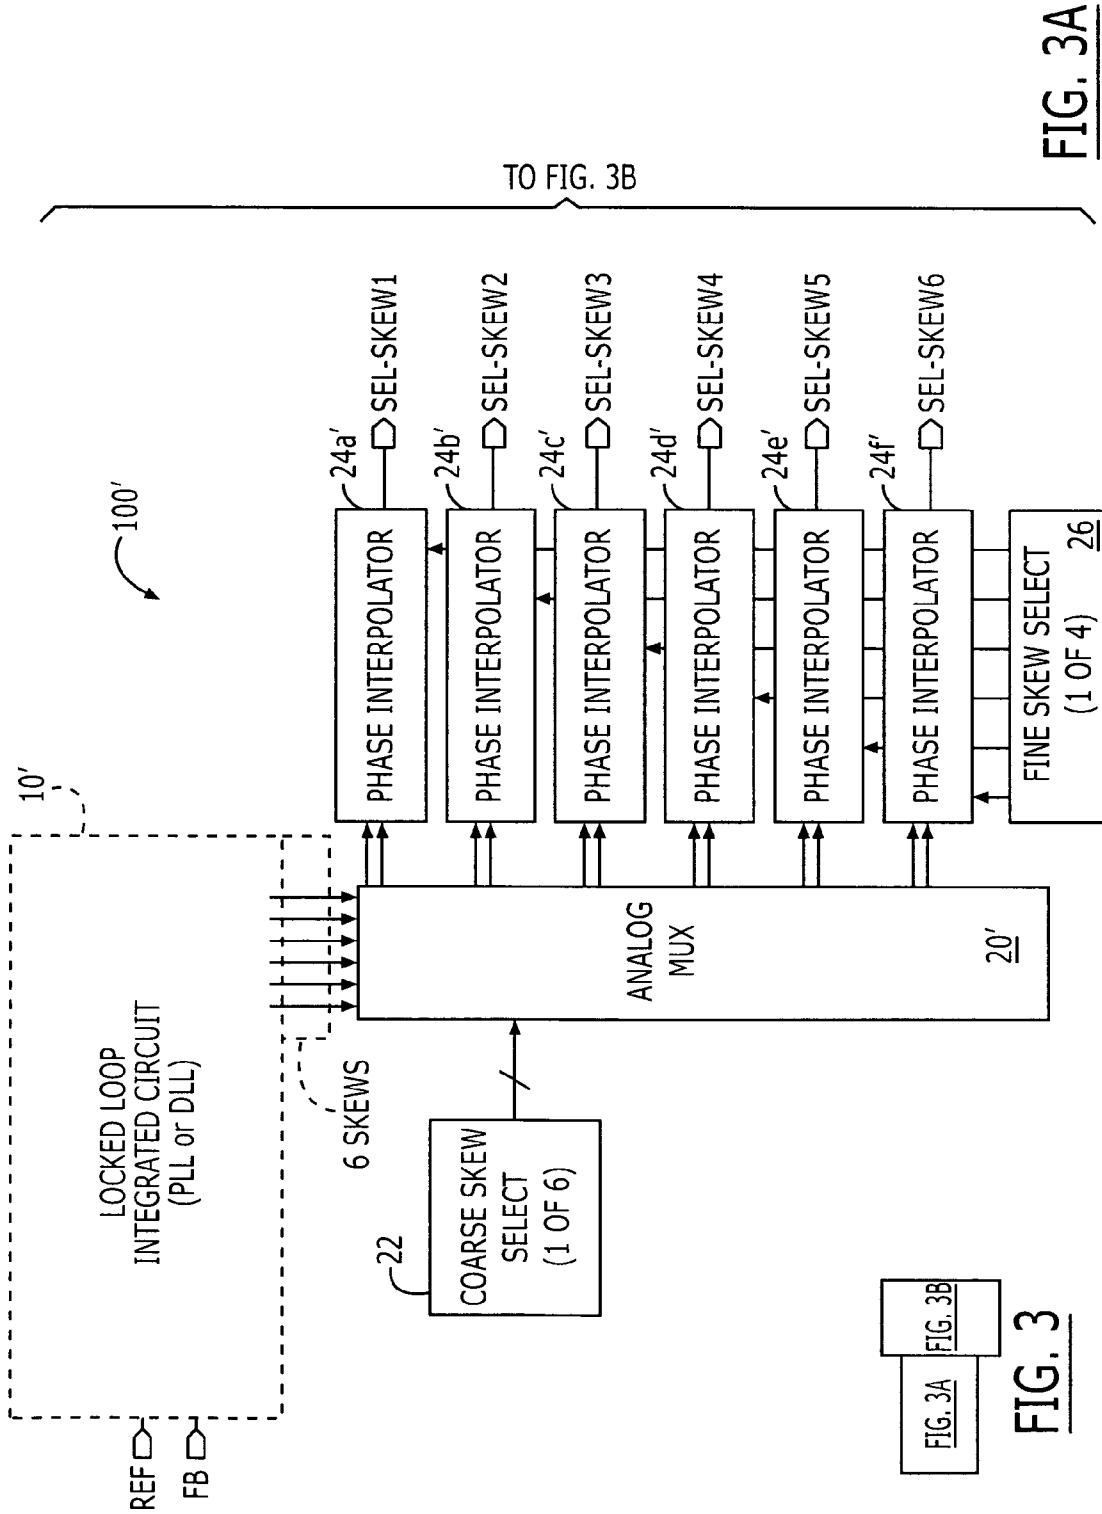 100'
10'
REF
FB
LOCKED LOOP
INTEGRATED CIRCUIT
(PLL or DLL)
6 SKEWS
22
COARSE SKEW
SELECT
(1 OF 6)
ANALOG
MUX
20'
PHASE INTERPOLATOR
24a'
SEL-SKEW1
PHASE INTERPOLATOR
24b'
SEL-SKEW2
PHASE INTERPOLATOR
24c'
SEL-SKEW3
PHASE INTERPOLATOR
24d'
SEL-SKEW4
PHASE INTERPOLATOR
24e'
SEL-SKEW5
PHASE INTERPOLATOR
24f'
SEL-SKEW6
FINE SKEW SELECT
(1 OF 4)
26
TO FIG. 3B
FIG. 3A
FIG. 3B
FIG. 3
FIG. 3A